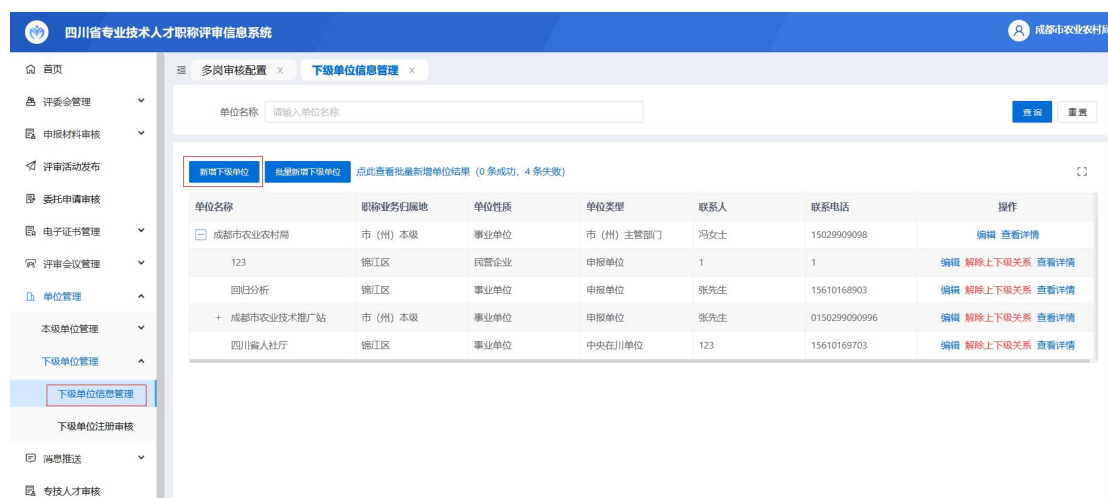 四川省专业技术人才职称评审信息系统
成都市农业农村局
首页
多岗审核配置 ×
下级单位信息管理 ×
评委会管理
单位名称 请输入单位名称
查询 重置
申报材料审核
评审活动发布
新增下级单位 批量新增下级单位 点此查看批量新增单位结果 (0 条成功, 4 条失败)
委托申请审核
单位名称 职称业务归属地 单位性质 单位类型 联系人 联系电话 操作
电子证书管理
成都市农业农村局 市 (州) 本级 事业单位 市 (州) 主管部门 冯女士 15029909098 编辑 查看详情
评审会议管理
123 锦江区 民营企业 申报单位 1 1 编辑 解除上下级关系 查看详情
单位管理
回归分析 锦江区 事业单位 申报单位 张先生 15610168903 编辑 解除上下级关系 查看详情
本级单位管理
+ 成都市农业技术推广站 市 (州) 本级 事业单位 申报单位 张先生 0150299090996 编辑 解除上下级关系 查看详情
四川省人社厅 锦江区 事业单位 中央在川单位 123 15610169703 编辑 解除上下级关系 查看详情
下级单位管理
下级单位信息管理
下级单位注册审核
消息推送
专技人才审核